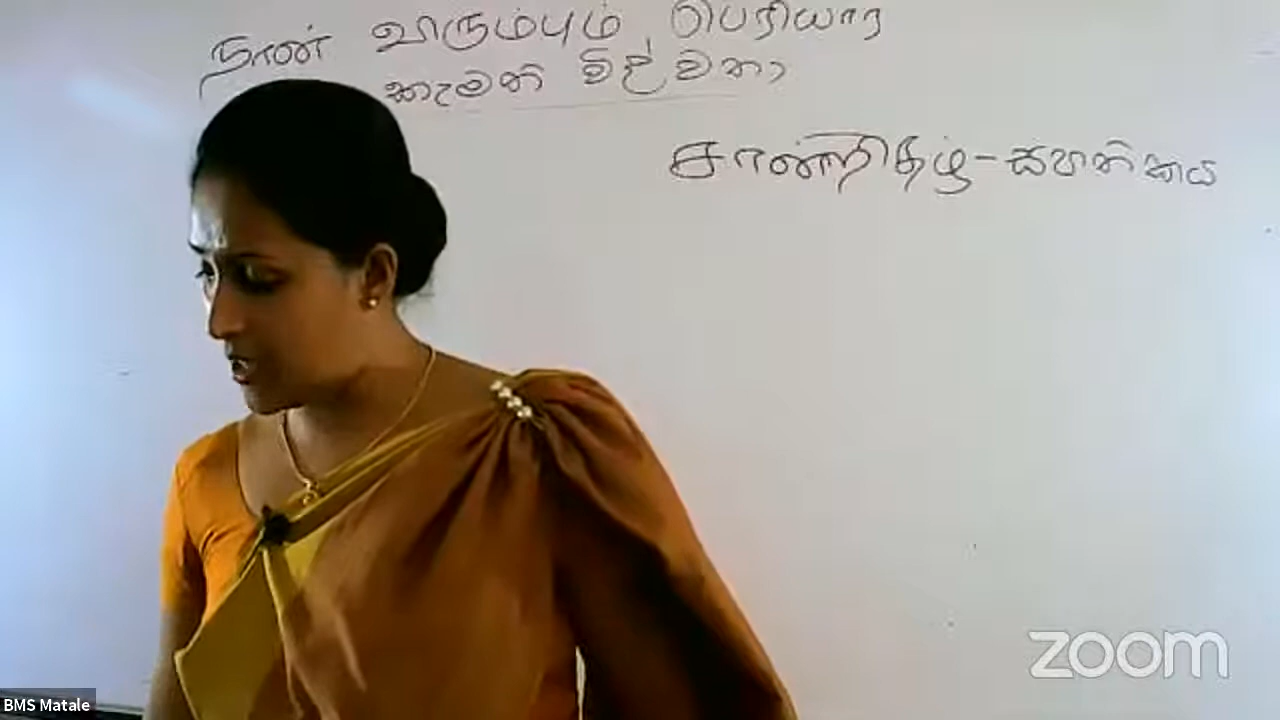 நான் விரும்பும் பெரியார்
කැමති විද්වතා
சான்றிதழ் - සහතිකය
zoom
BMS Matale